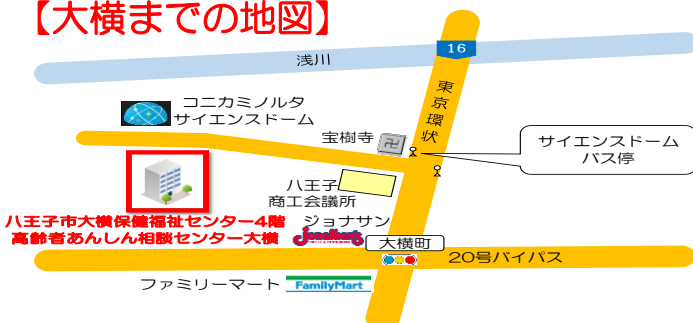 【大横までの地図】
16
浅川
東京環状
コニカミノルタ
サイエンスドーム
宝樹寺
卍
サイエンスドーム
バス停
八王子
商工会議所
八王子市大横保健福祉センター4階
高齢者あんしん相談センター大横
ジョナサン
Jonathan's
大横町
20号バイパス
ファミリーマート
FamilyMart